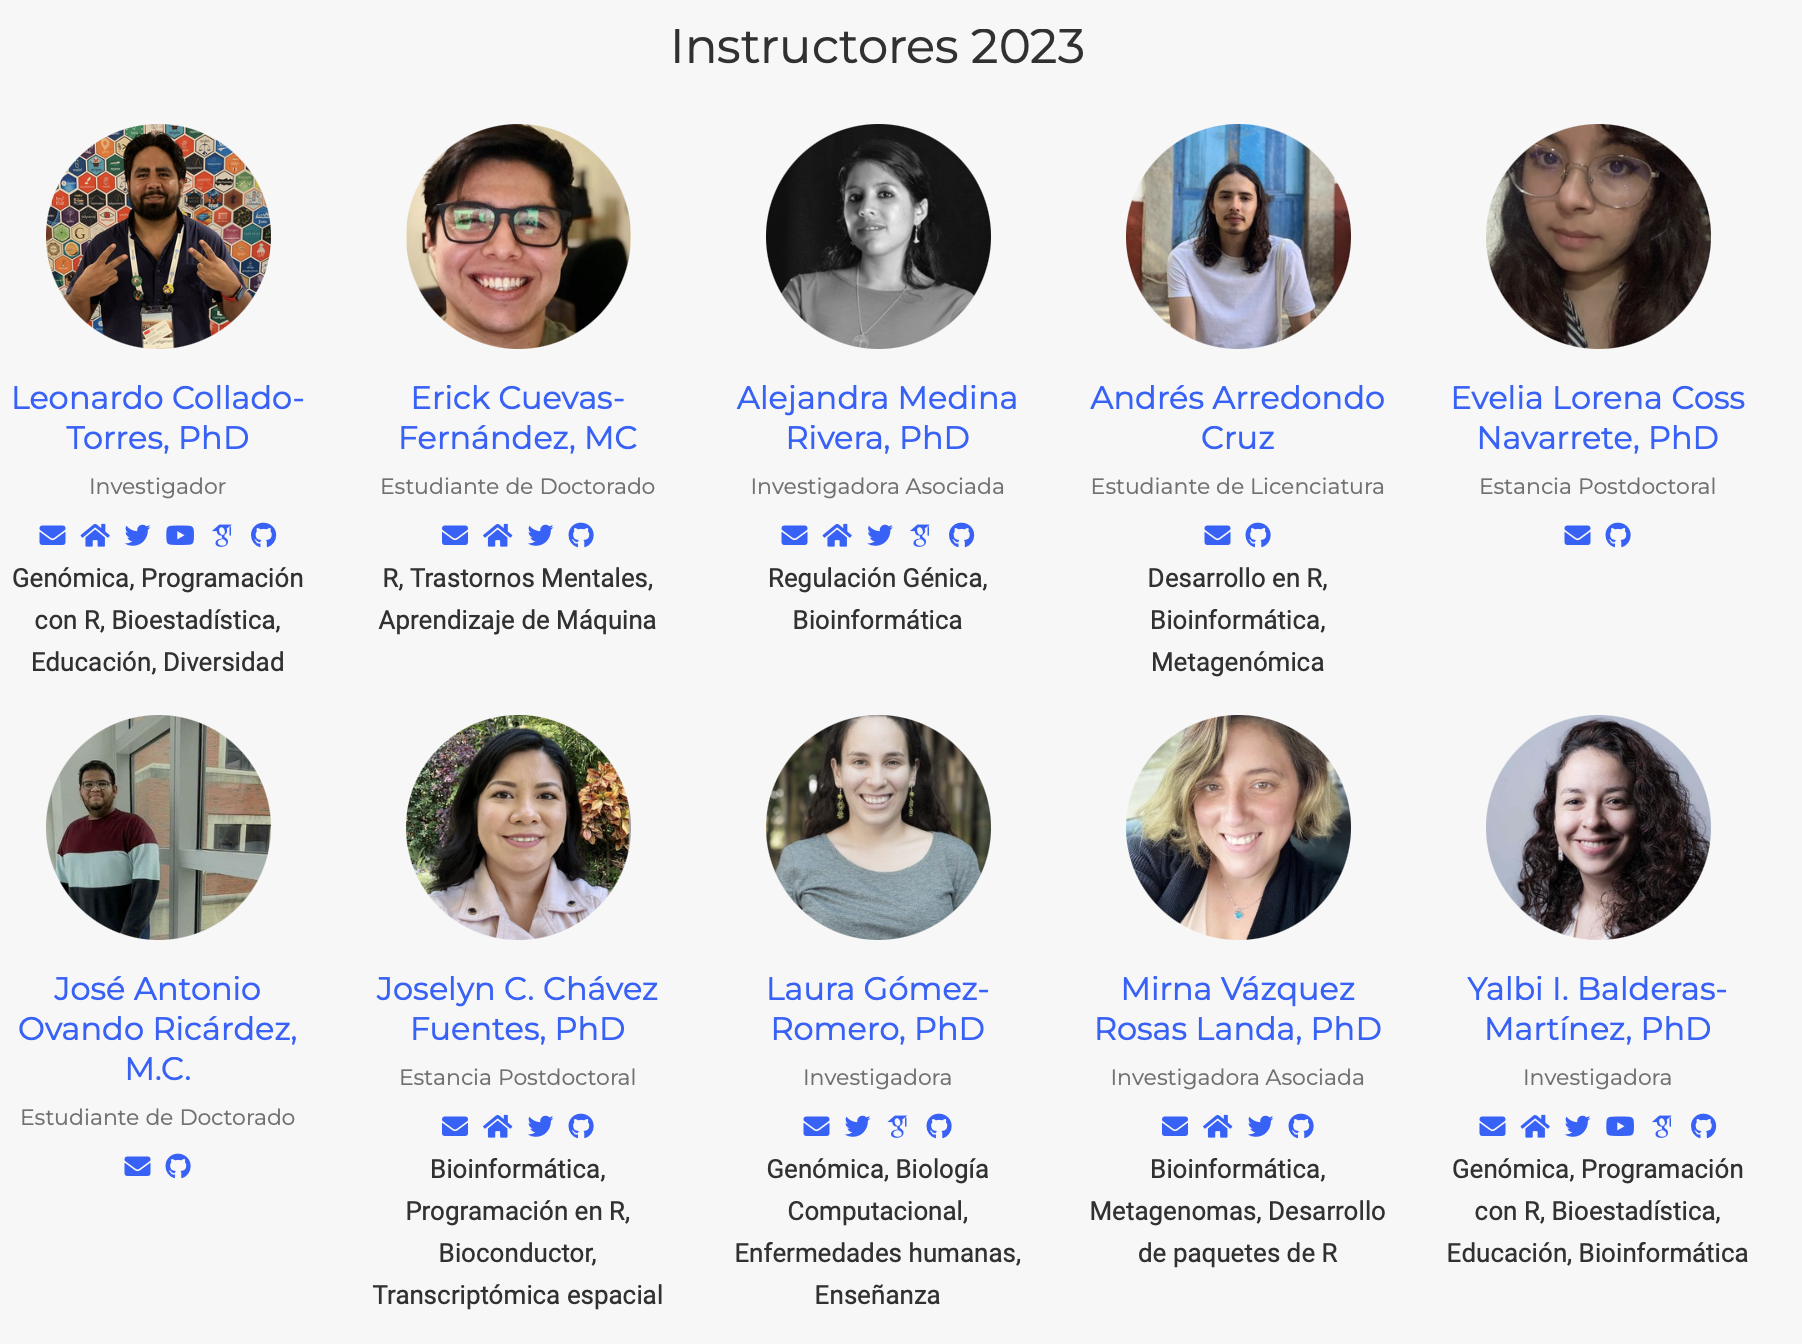 Instructores 2023
Leonardo Collado-
Torres, PhD
Investigador
Genómica, Programación
con R, Bioestadística,
Educación, Diversidad
Erick Cuevas-
Fernández, MC
Estudiante de Doctorado
R, Trastornos Mentales,
Aprendizaje de Máquina
Alejandra Medina
Rivera, PhD
Investigadora Asociada
Regulación Génica,
Bioinformática
Andrés Arredondo
Cruz
Estudiante de Licenciatura
Desarrollo en R,
Bioinformática,
Metagenómica
Evelia Lorena Coss
Navarrete, PhD
Estancia Postdoctoral
José Antonio
Ovando Ricárdez,
M.C.
Estudiante de Doctorado
Joselyn C. Chávez
Fuentes, PhD
Estancia Postdoctoral
Bioinformática,
Programación en R,
Bioconductor,
Transcriptómica espacial
Laura Gómez-
Romero, PhD
Investigadora
Genómica, Biología
Computacional,
Enfermedades humanas,
Enseñanza
Mirna Vázquez
Rosas Landa, PhD
Investigadora Asociada
Bioinformática,
Metagenomas, Desarrollo
de paquetes de R
Yalbi I. Balderas-
Martínez, PhD
Investigadora
Genómica, Programación
con R, Bioestadística,
Educación, Bioinformática